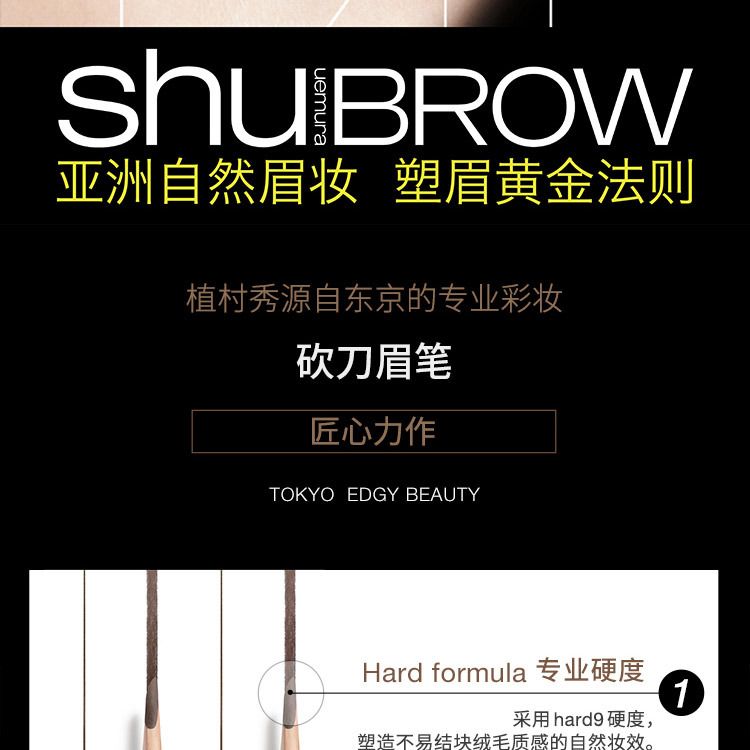 shu uemura BROW
亚洲自然眉妆 塑眉黄金法则
植村秀源自东京的专业彩妆
砍刀眉笔
匠心力作
TOKYO EDGY BEAUTY
Hard formula 专业硬度
1
采用hard9硬度，
塑造不易结块绒毛质感的自然妆效。